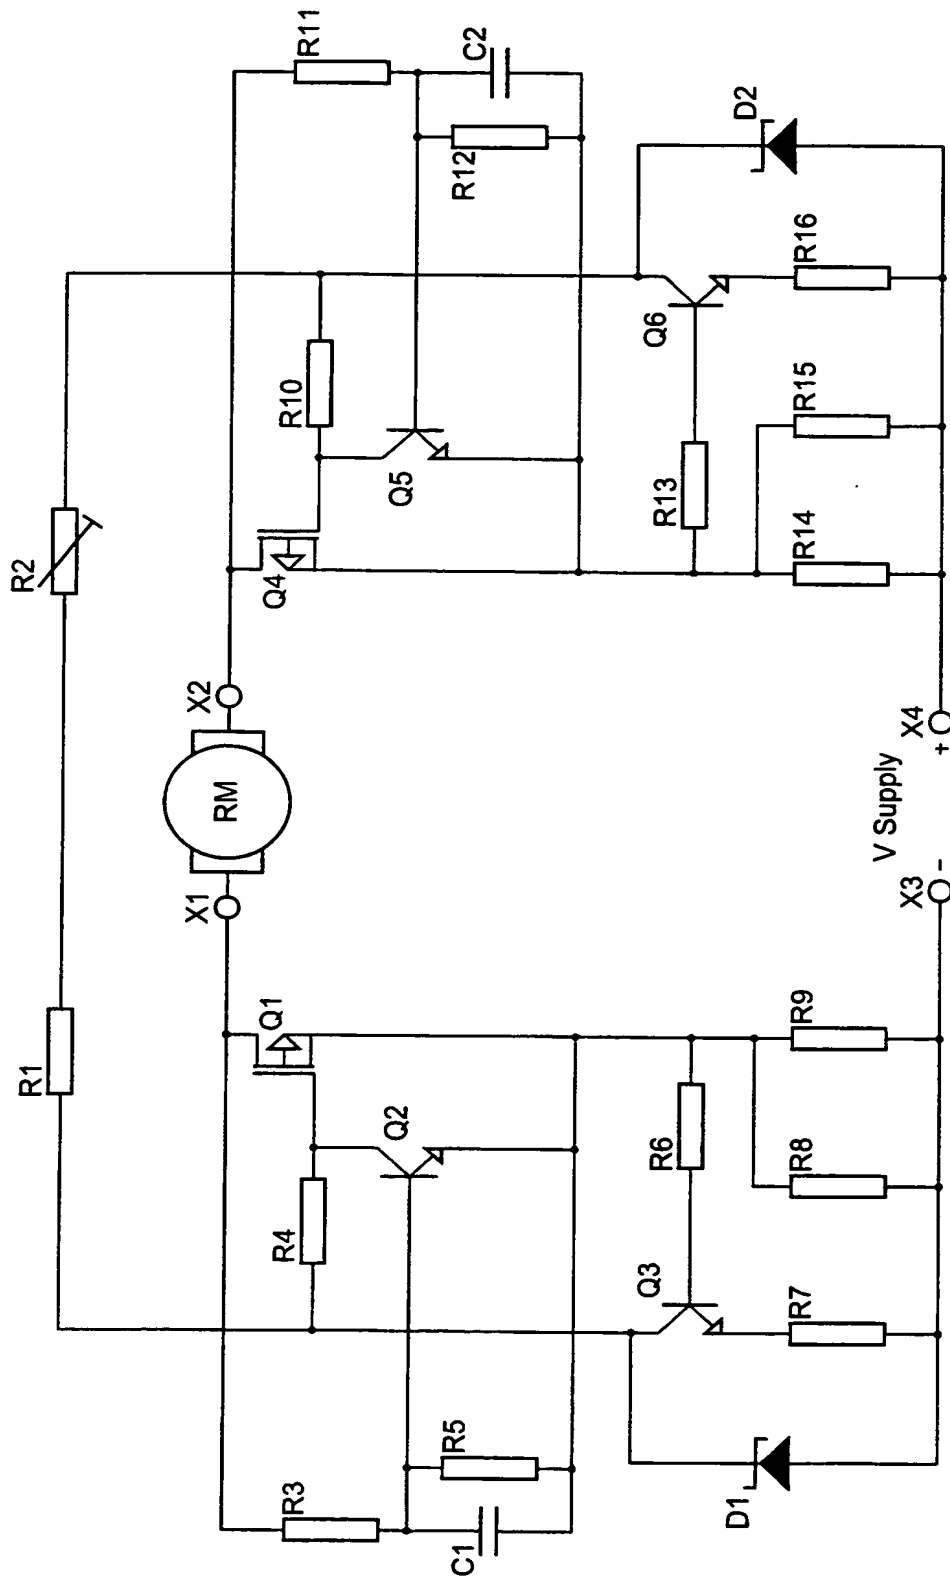 R1
R2
X1
X2
RM
Q1
Q4
R3
R4
R10
R11
Q2
Q5
C1
R5
R12
C2
Q3
R6
R13
Q6
D1
D2
R7
R8
R9
R14
R15
R16
V Supply
X3
X4
-
+